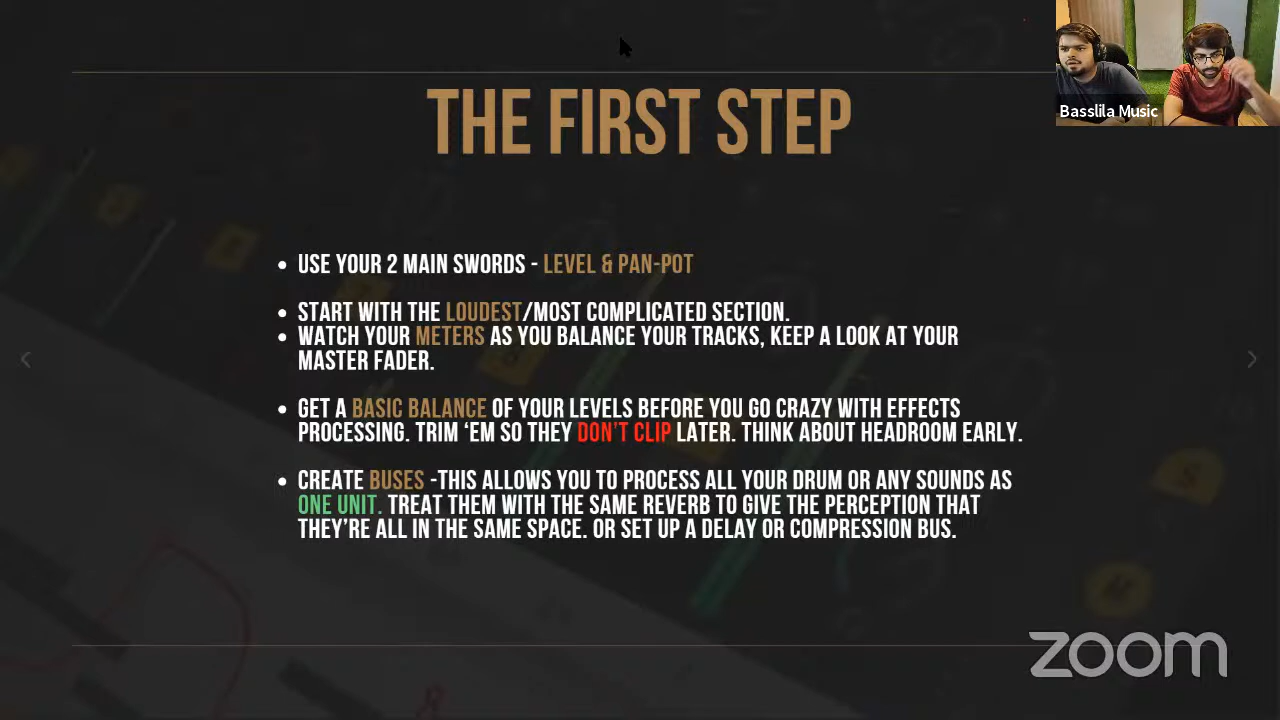 THE FIRST STEP
Basslila Music
• USE YOUR 2 MAIN SWORDS - LEVEL & PAN-POT
• START WITH THE LOUDEST/MOST COMPLICATED SECTION.
• WATCH YOUR METERS AS YOU BALANCE YOUR TRACKS, KEEP A LOOK AT YOUR
MASTER FADER.
• GET A BASIC BALANCE OF YOUR LEVELS BEFORE YOU GO CRAZY WITH EFFECTS
PROCESSING. TRIM ‘EM SO THEY DON’T CLIP LATER. THINK ABOUT HEADROOM EARLY.
• CREATE BUSES -THIS ALLOWS YOU TO PROCESS ALL YOUR DRUM OR ANY SOUNDS AS
ONE UNIT. TREAT THEM WITH THE SAME REVERB TO GIVE THE PERCEPTION THAT
THEY’RE ALL IN THE SAME SPACE. OR SET UP A DELAY OR COMPRESSION BUS.
zoom